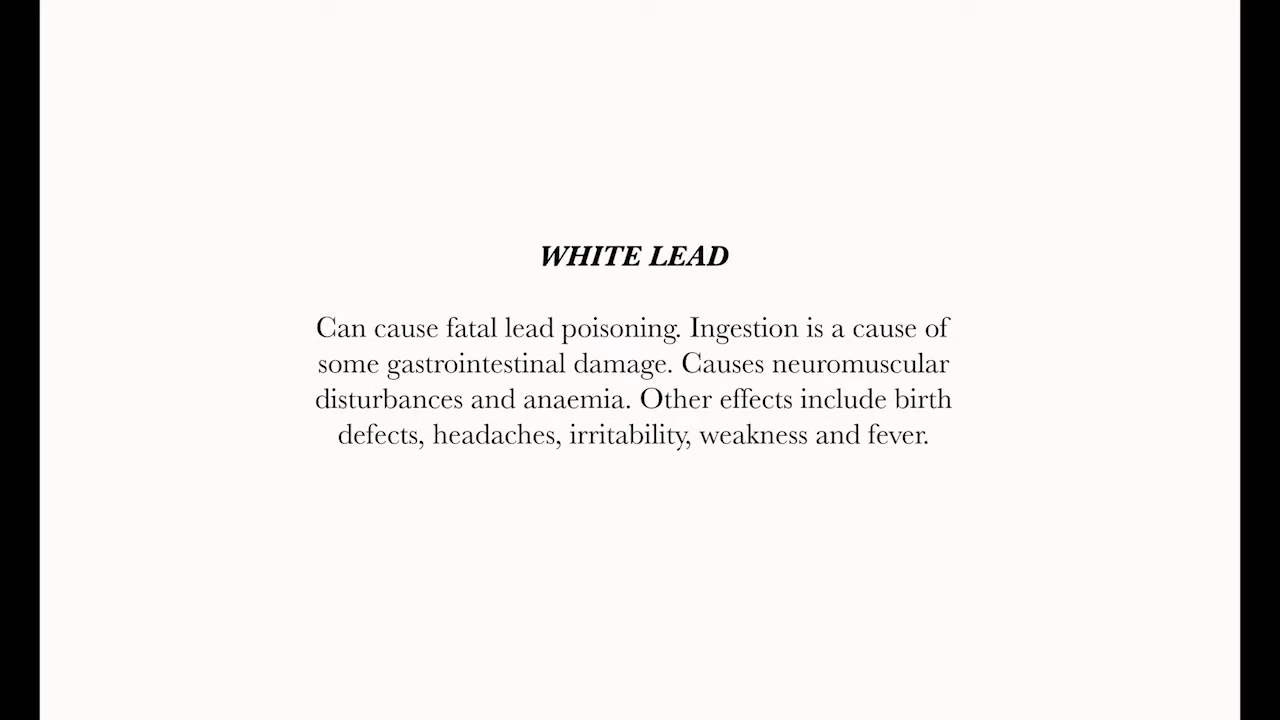 WHITE LEAD
Can cause fatal lead poisoning. Ingestion is a cause of
some gastrointestinal damage. Causes neuromuscular
disturbances and anaemia. Other effects include birth
defects, headaches, irritability, weakness and fever.